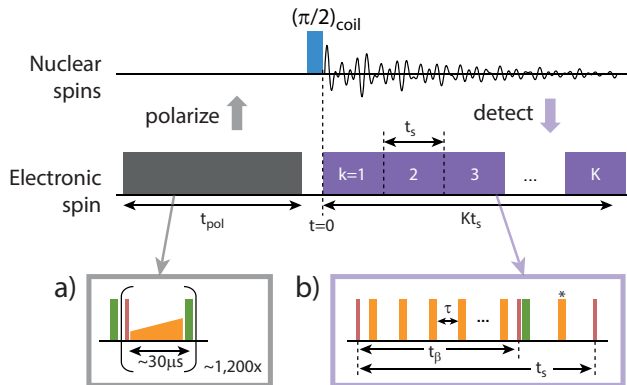 (π/2)coil
Nuclear
spins
polarize
detect
ts
Electronic
spin
k=1
2
3
...
K
tpol
t=0
Kts
a)
~30µs
~1,200x
b)
τ
...
*
tβ
ts